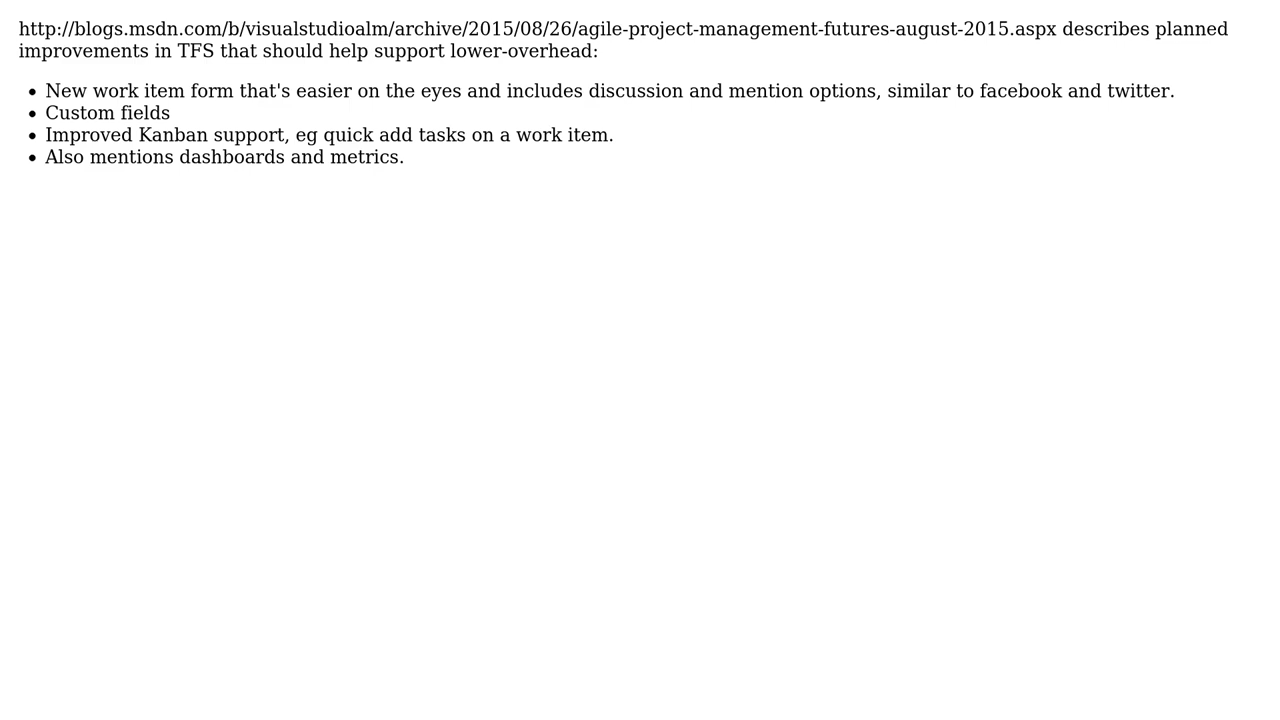 http://blogs.msdn.com/b/visualstudioalm/archive/2015/08/26/agile-project-management-futures-august-2015.aspx describes planned
improvements in TFS that should help support lower-overhead:
• New work item form that's easier on the eyes and includes discussion and mention options, similar to facebook and twitter.
• Custom fields
• Improved Kanban support, eg quick add tasks on a work item.
• Also mentions dashboards and metrics.